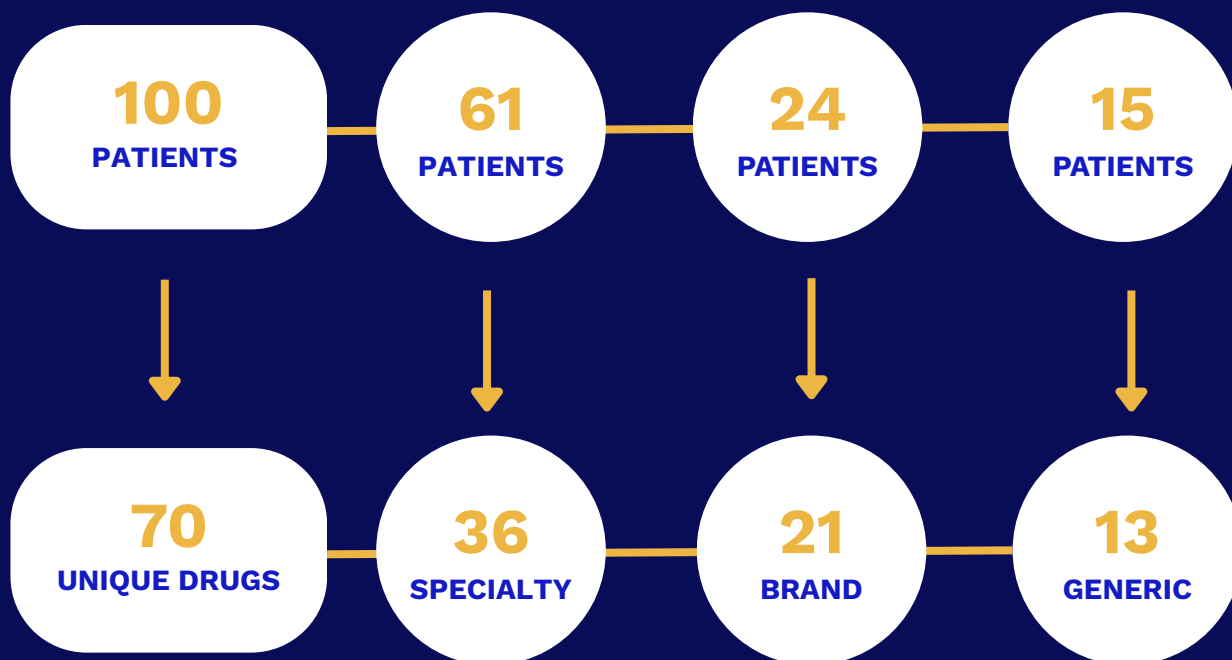 100
PATIENTS
61
PATIENTS
24
PATIENTS
15
PATIENTS
70
UNIQUE DRUGS
36
SPECIALTY
21
BRAND
13
GENERIC